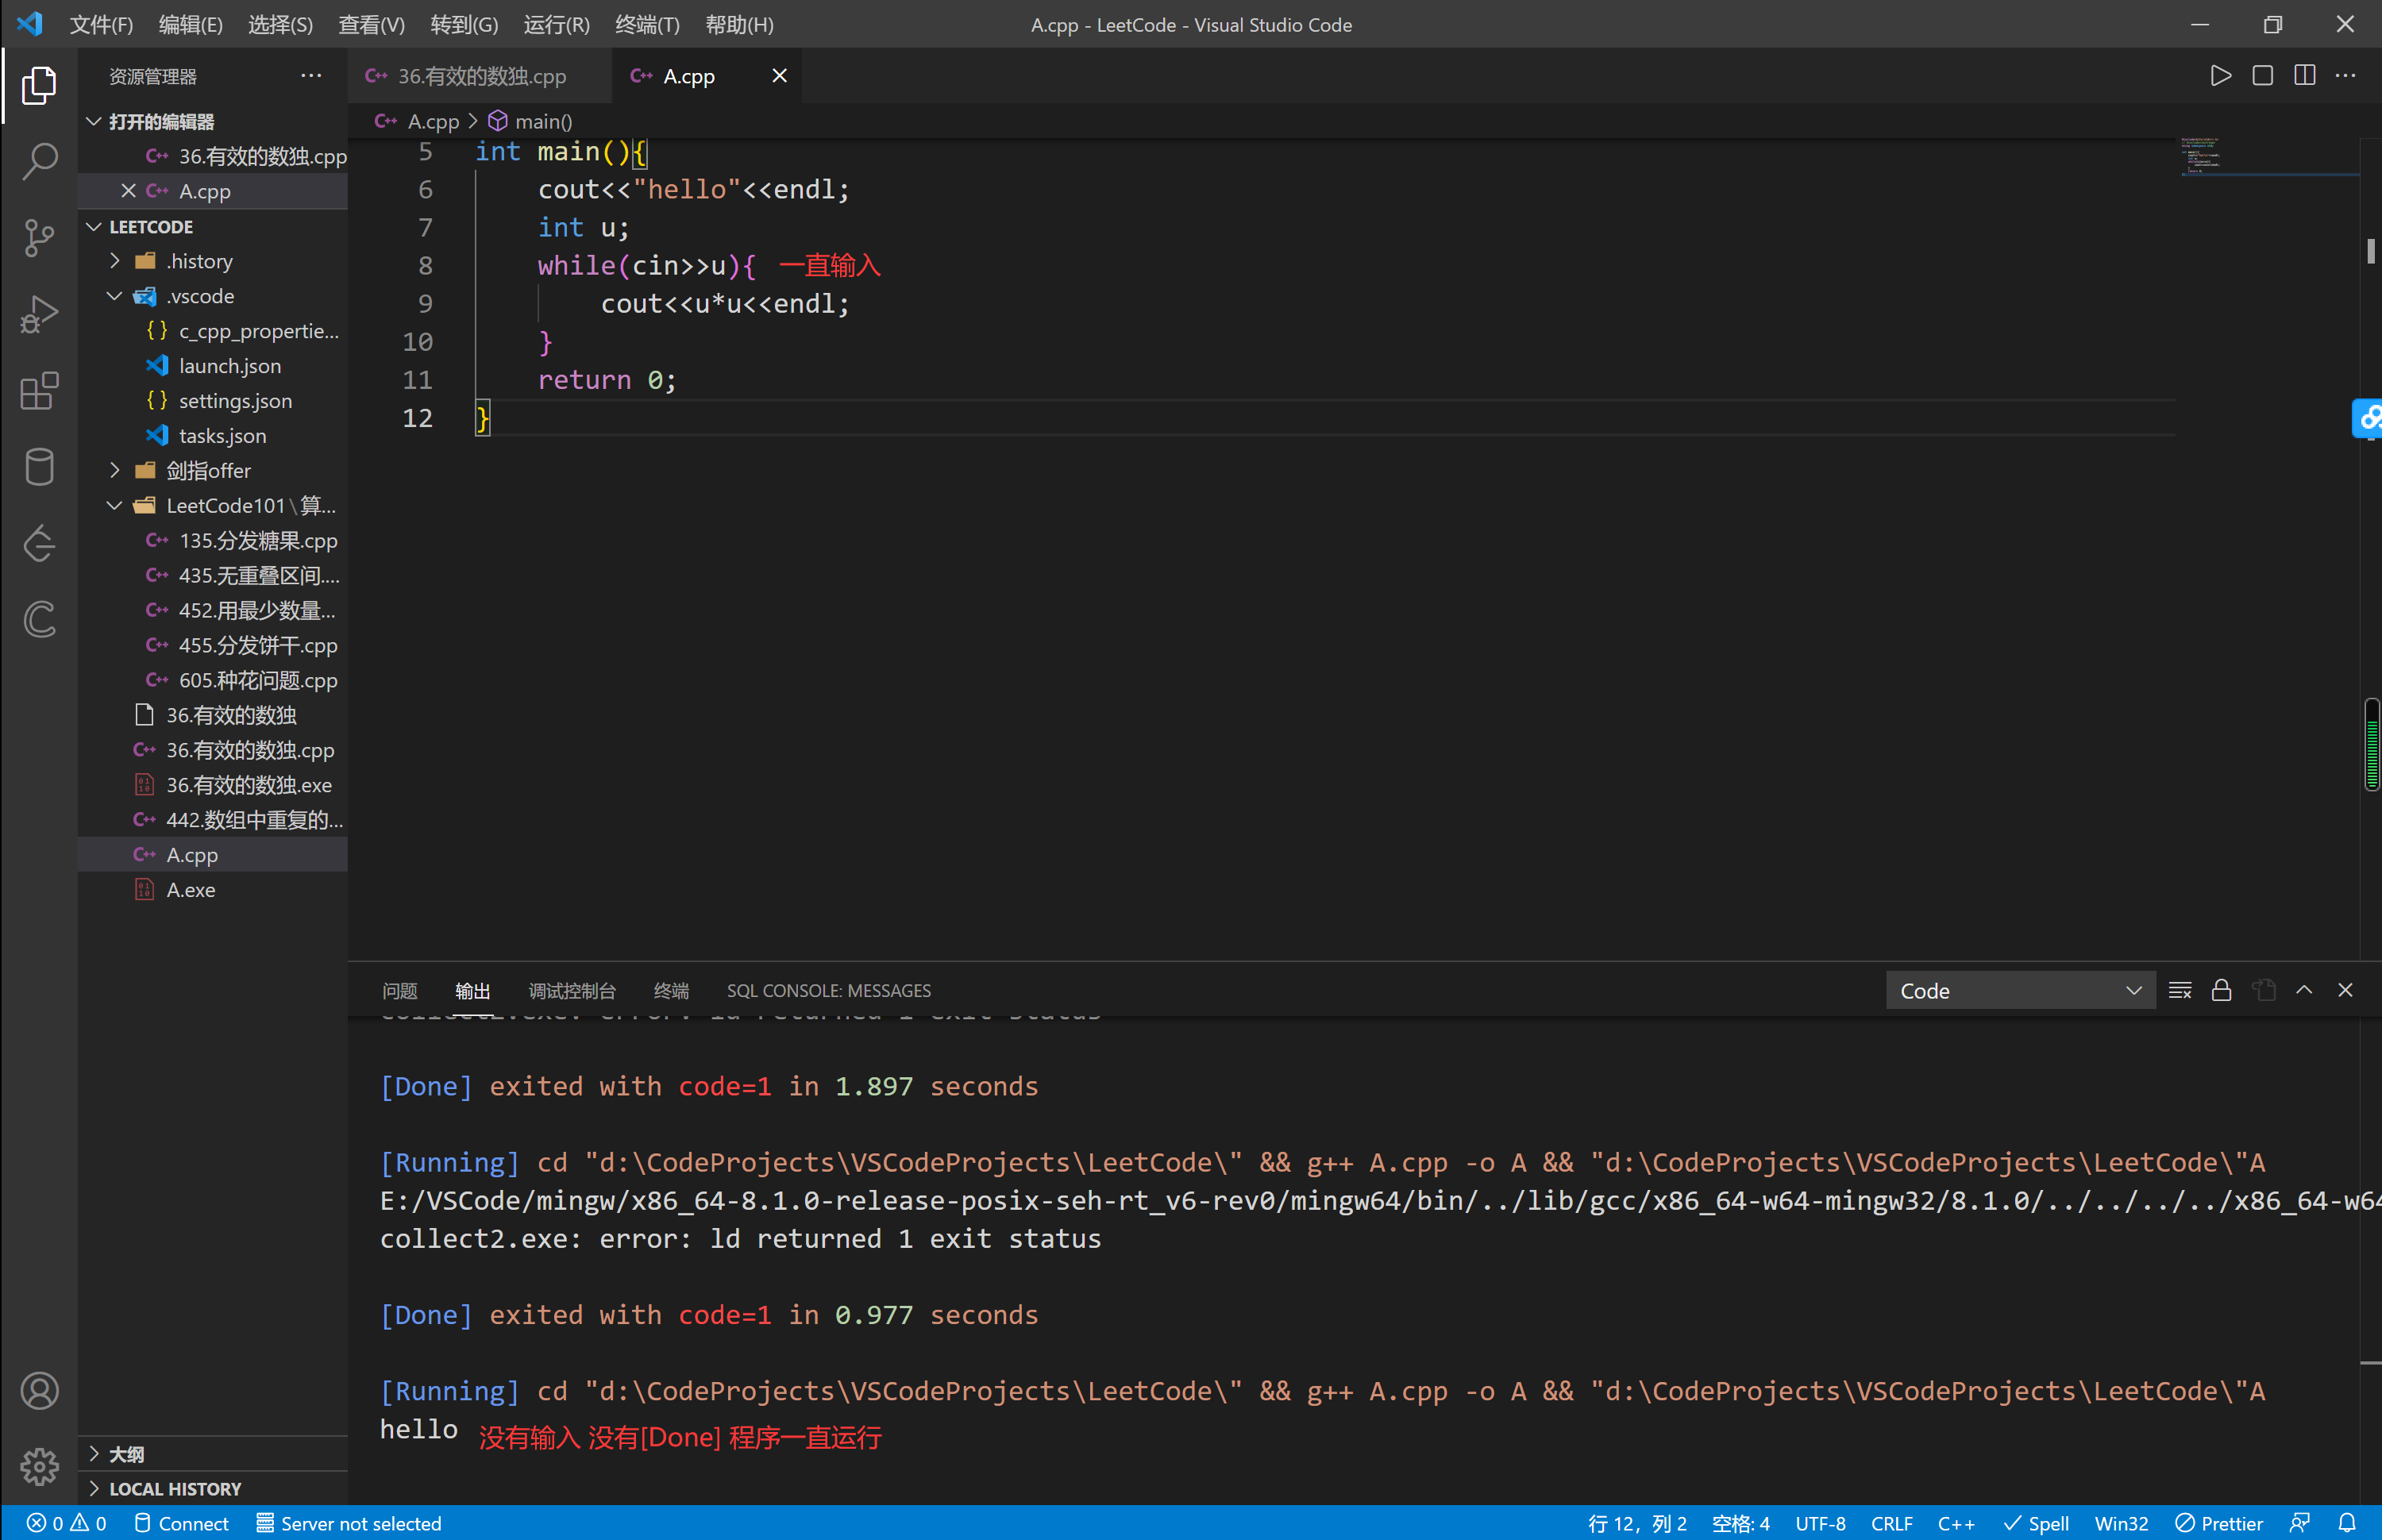 文件(F) 编辑(E) 选择(S) 查看(V) 转到(G) 运行(R) 终端(T) 帮助(H) A.cpp - LeetCode - Visual Studio Code
资源管理器
打开的编辑器
36.有效的数独.cpp
A.cpp
LEETCODE
.history
.vscode
c_cpp_propertie...
launch.json
settings.json
tasks.json
剑指offer
LeetCode101\算...
135.分发糖果.cpp
435.无重叠区间....
452.用最少数量...
455.分发饼干.cpp
605.种花问题.cpp
36.有效的数独
36.有效的数独.cpp
36.有效的数独.exe
442.数组中重复的...
A.cpp
A.exe
大纲
LOCAL HISTORY
36.有效的数独.cpp A.cpp
A.cpp > main()
5 int main(){
6 cout<<"hello"<<endl;
7 int u;
8 while(cin>>u){ 一直输入
9 cout<<u*u<<endl;
10 }
11 return 0;
12 }
问题 输出 调试控制台 终端 SQL CONSOLE: MESSAGES Code
collect2.exe: error: ld returned 1 exit status
[Done] exited with code=1 in 1.897 seconds
[Running] cd "d:\CodeProjects\VSCodeProjects\LeetCode\" && g++ A.cpp -o A && "d:\CodeProjects\VSCodeProjects\LeetCode\"A
E:/VSCode/mingw/x86_64-8.1.0-release-posix-seh-rt_v6-rev0/mingw64/bin/../lib/gcc/x86_64-w64-mingw32/8.1.0/../../../../x86_64-w64
collect2.exe: error: ld returned 1 exit status
[Done] exited with code=1 in 0.977 seconds
[Running] cd "d:\CodeProjects\VSCodeProjects\LeetCode\" && g++ A.cpp -o A && "d:\CodeProjects\VSCodeProjects\LeetCode\"A
hello 没有输入 没有[Done] 程序一直运行
0 0 Connect Server not selected 行 12，列 2 空格: 4 UTF-8 CRLF C++ Spell Win32 Prettier